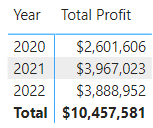 Year Total Profit
2020 $2,601,606
2021 $3,967,023
2022 $3,888,952
Total $10,457,581